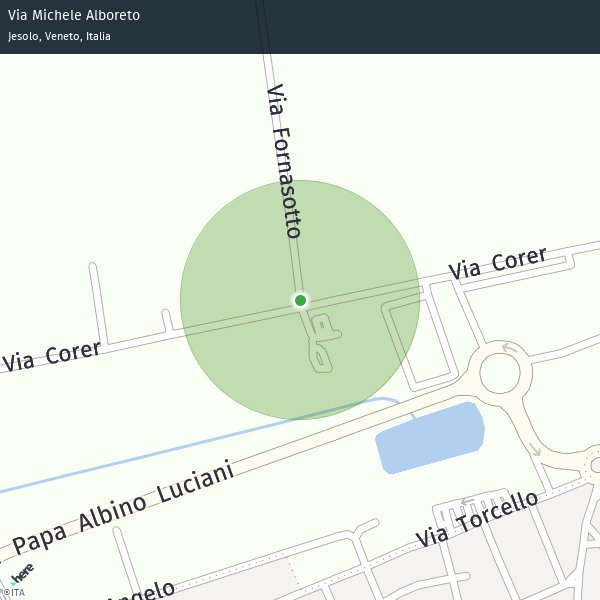 Via Michele Alboreto
Jesolo, Veneto, Italia
Via Fornasotto
Via Corer
Via Corer
Papa Albino Luciani
Via Torcello
here
©ITA